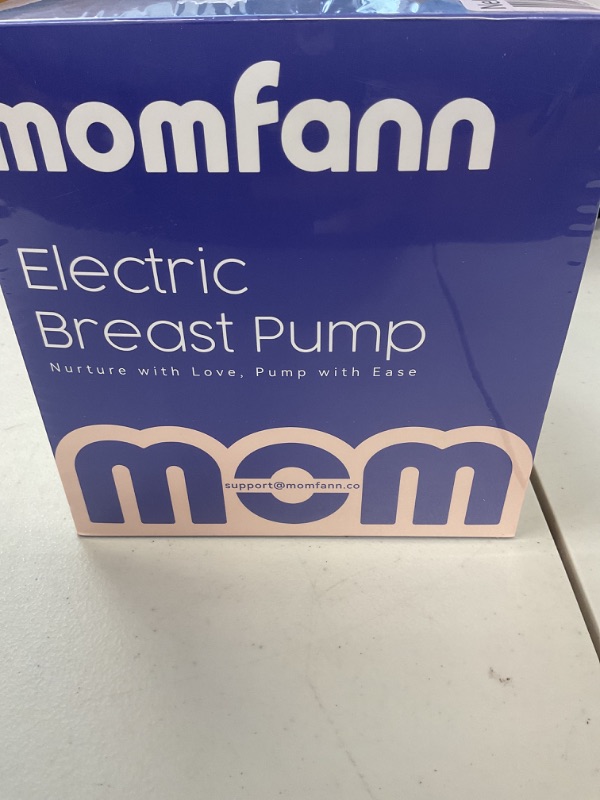 momfann
Electric
Breast Pump
Nurture with Love, Pump with Ease
mom
support@momfann.co